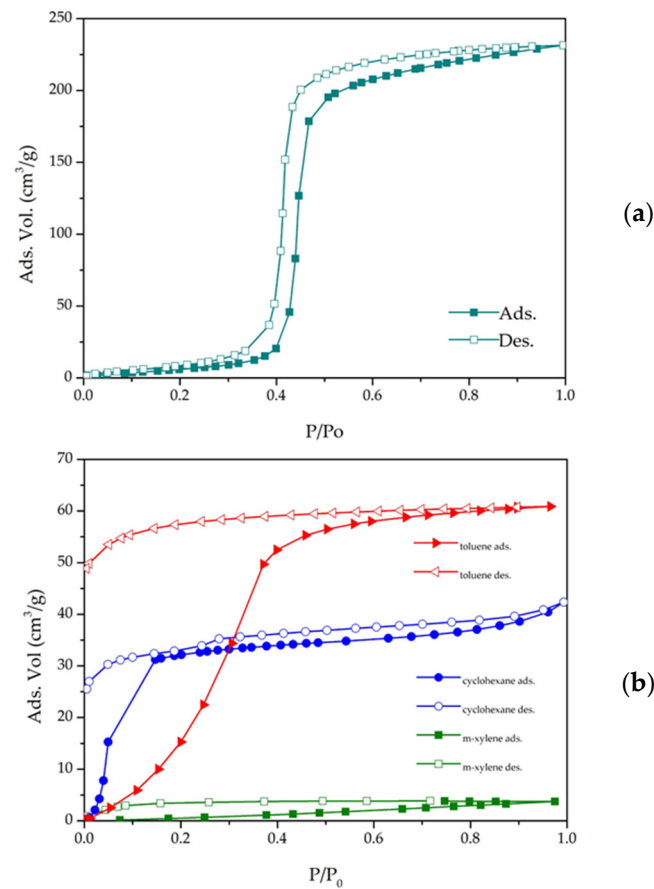 250
200
150
100
50
0
Ads. Vol. (cm³/g)
Ads.
Des.
0.2 0.4 0.6 0.8 1.0
P/Po
(a)
70
60
50
40
30
20
10
0
Ads. Vol (cm³/g)
toluene ads.
toluene des.
cyclohexane ads.
cyclohexane des.
m-xylene ads.
m-xylene des.
0.0 0.2 0.4 0.6 0.8 1.0
P/P₀
(b)